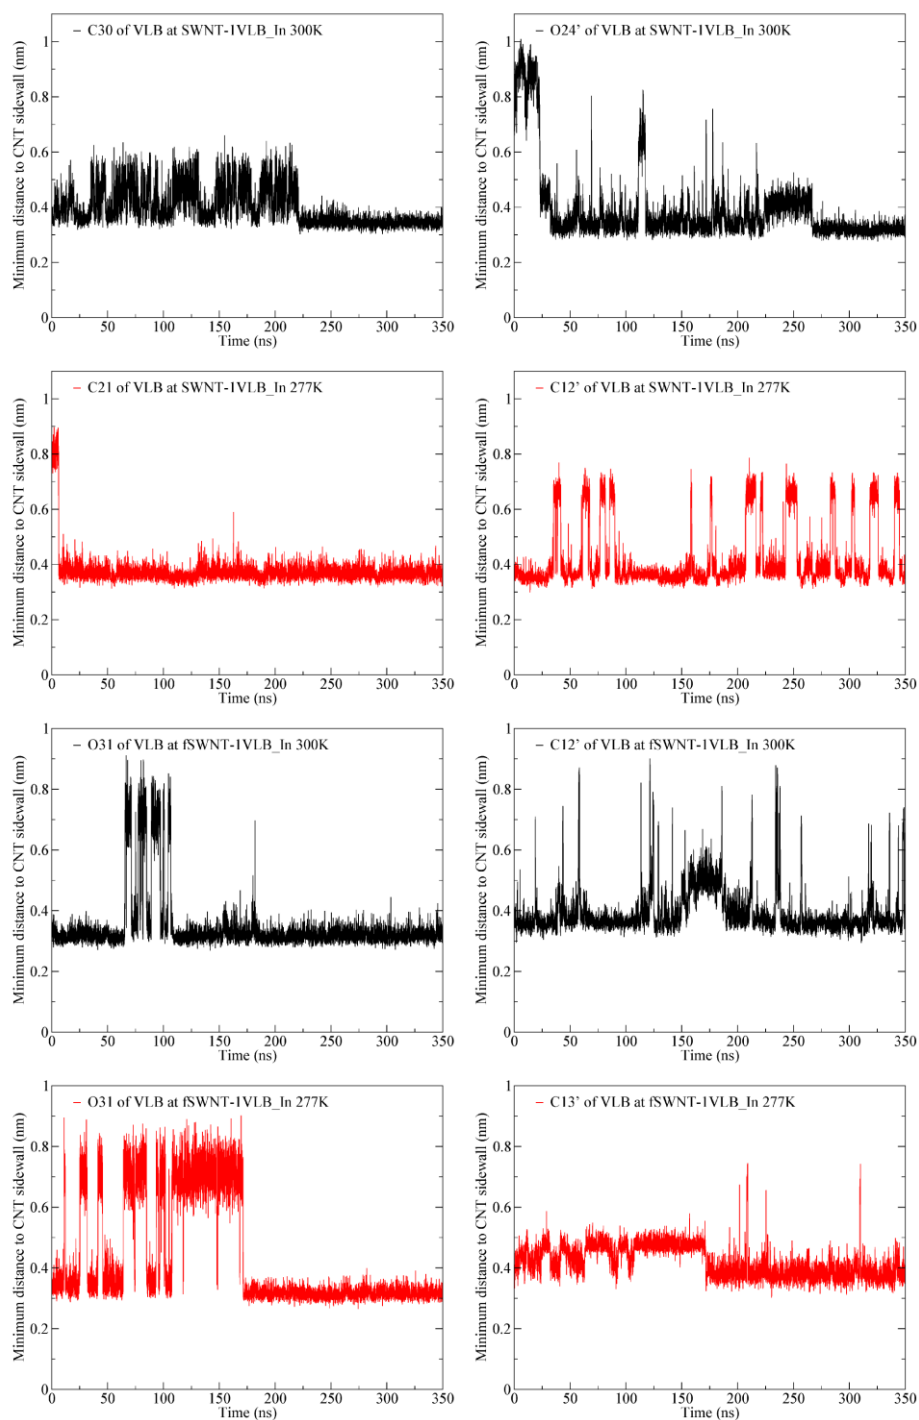 C30 of VLB at SWNT-1VLB_In 300K
Minimum distance to CNT sidewall (nm)
1
0.8
0.6
0.4
0.2
0
0 50 100 150 200 250 300 350
Time (ns)
O24’ of VLB at SWNT-1VLB_In 300K
Minimum distance to CNT sidewall (nm)
1
0.8
0.6
0.4
0.2
0
0 50 100 150 200 250 300 350
Time (ns)
C21 of VLB at SWNT-1VLB_In 277K
Minimum distance to CNT sidewall (nm)
1
0.8
0.6
0.4
0.2
0
0 50 100 150 200 250 300 350
Time (ns)
C12’ of VLB at SWNT-1VLB_In 277K
Minimum distance to CNT sidewall (nm)
1
0.8
0.6
0.4
0.2
0
0 50 100 150 200 250 300 350
Time (ns)
O31 of VLB at fSWNT-1VLB_In 300K
Minimum distance to CNT sidewall (nm)
1
0.8
0.6
0.4
0.2
0
0 50 100 150 200 250 300 350
Time (ns)
C12’ of VLB at fSWNT-1VLB_In 300K
Minimum distance to CNT sidewall (nm)
1
0.8
0.6
0.4
0.2
0
0 50 100 150 200 250 300 350
Time (ns)
O31 of VLB at fSWNT-1VLB_In 277K
Minimum distance to CNT sidewall (nm)
1
0.8
0.6
0.4
0.2
0
0 50 100 150 200 250 300 350
Time (ns)
C13’ of VLB at fSWNT-1VLB_In 277K
Minimum distance to CNT sidewall (nm)
1
0.8
0.6
0.4
0.2
0
0 50 100 150 200 250 300 350
Time (ns)